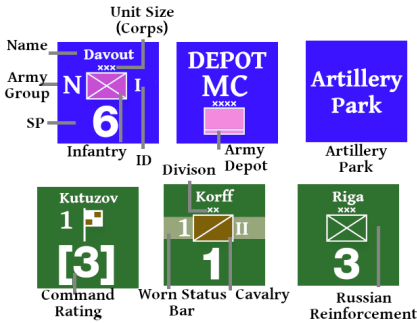 Unit Size
(Corps)
Name
Davout
xxx
Army
Group
N
I
SP
6
Infantry
ID
DEPOT
MC
xxxx
Army
Depot
Artillery
Park
Artillery
Park
Divison
Kutuzov
1
[3]
Command
Rating
Korff
xx
1
II
1
Worn Status
Bar
Cavalry
Riga
xxx
3
Russian
Reinforcement